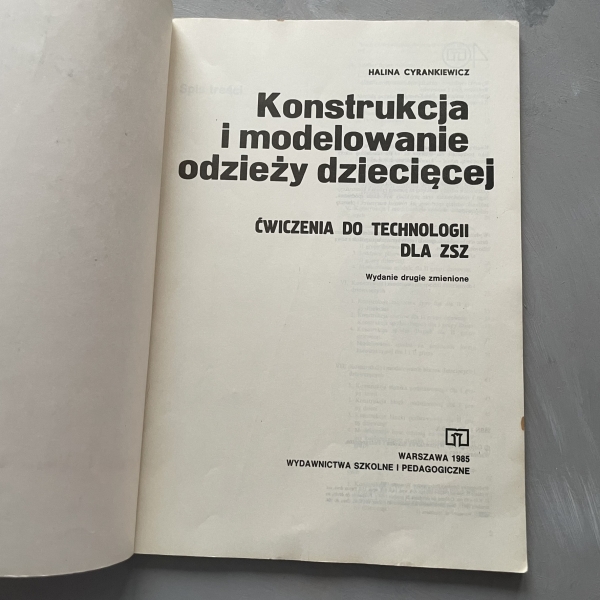 HALINA CYRANKIEWICZ
Konstrukcja
i modelowanie
odzieży dziecięcej
ĆWICZENIA DO TECHNOLOGII
DLA ZSZ
Wydanie drugie zmienione
WARSZAWA 1985
WYDAWNICTWA SZKOLNE I PEDAGOGICZNE